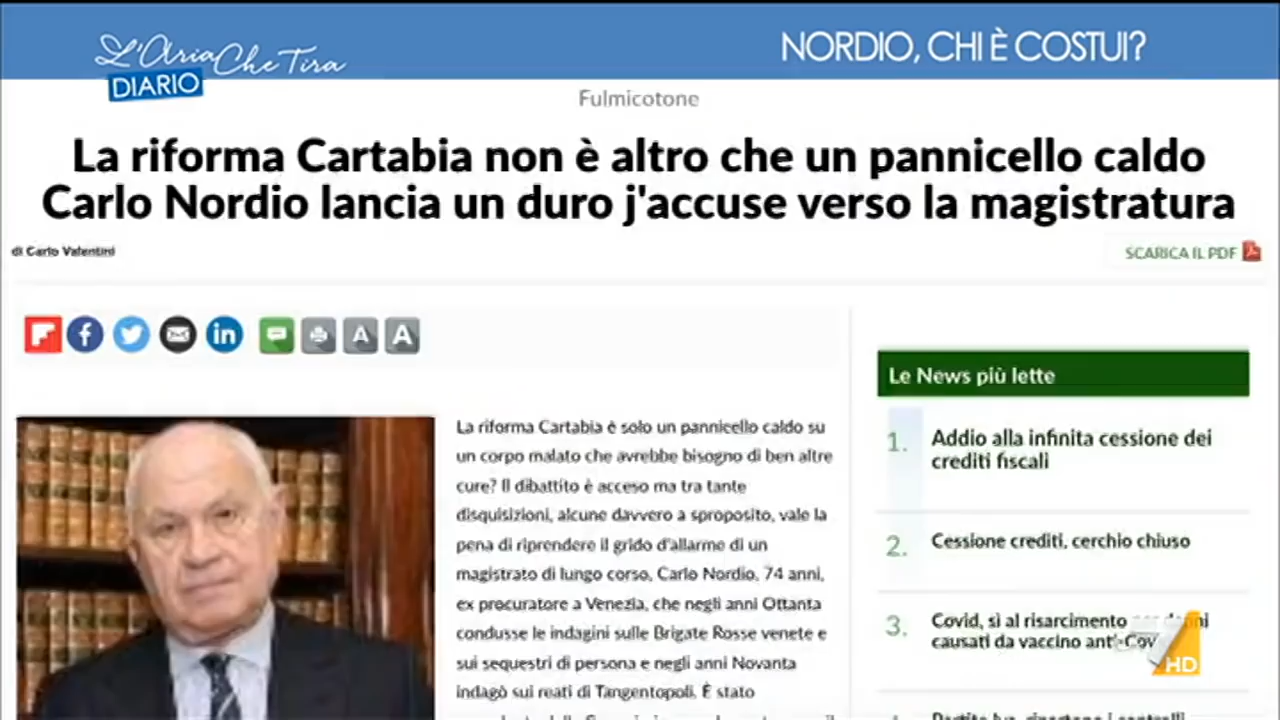 L'Aria Che Tira
DIARIO
NORDIO, CHI È COSTUI?
Fulmicotone
La riforma Cartabia non è altro che un pannicello caldo
Carlo Nordio lancia un duro j'accuse verso la magistratura
di Carlo Valentini
SCARICA IL PDF
A A
Le News più lette
La riforma Cartabia è solo un pannicello caldo su
un corpo malato che avrebbe bisogno di ben altre
cure? Il dibattito è acceso ma tra tante
disquisizioni, alcune davvero a sproposito, vale la
pena di riprendere il grido d'allarme di un
magistrato di lungo corso, Carlo Nordio, 74 anni,
ex procuratore a Venezia, che negli anni Ottanta
condusse le indagini sulle Brigate Rosse venete e
sui sequestri di persona e negli anni Novanta
indagò sui reati di Tangentopoli. È stato
1. Addio alla infinita cessione dei
crediti fiscali
2. Cessione crediti, cerchio chiuso
3. Covid, sì al risarcimento
causati da vaccino anti-Cov
HD